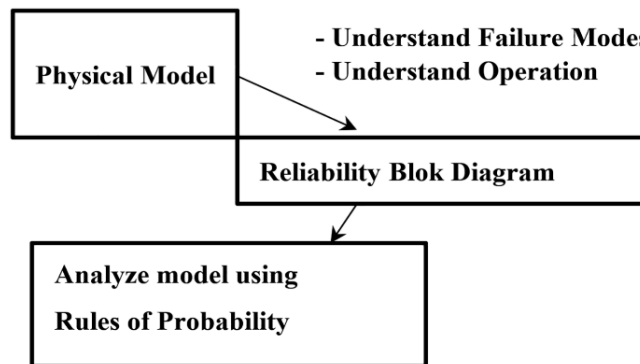 - Understand Failure Modes
Physical Model
- Understand Operation
Reliability Blok Diagram
Analyze model using
Rules of Probability